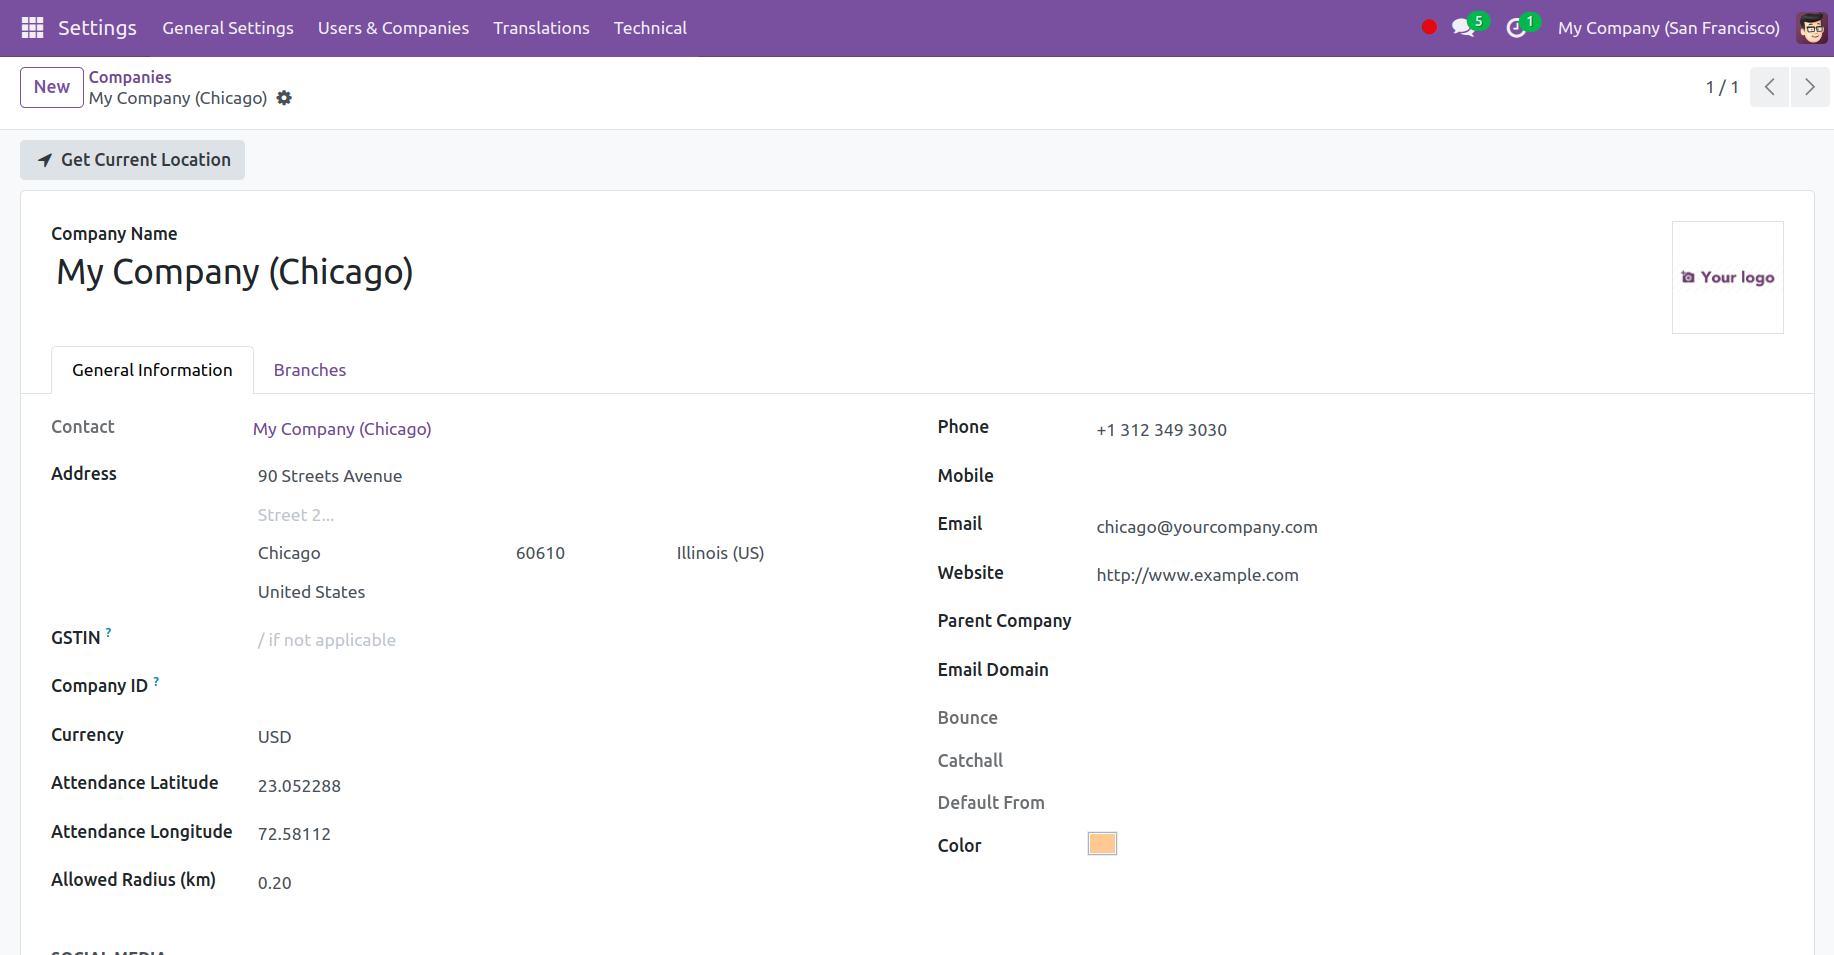 Settings General Settings Users & Companies Translations Technical 5 1 My Company (San Francisco)
New Companies 1 / 1
My Company (Chicago)
Get Current Location
Company Name
My Company (Chicago)
Your logo
General Information Branches
Contact My Company (Chicago)
Address 90 Streets Avenue
Street 2...
Chicago 60610 Illinois (US)
United States
GSTIN ? / if not applicable
Company ID ?
Currency USD
Attendance Latitude 23.052288
Attendance Longitude 72.58112
Allowed Radius (km) 0.20
Phone +1 312 349 3030
Mobile
Email chicago@yourcompany.com
Website http://www.example.com
Parent Company
Email Domain
Bounce
Catchall
Default From
Color
SOCIAL MEDIA